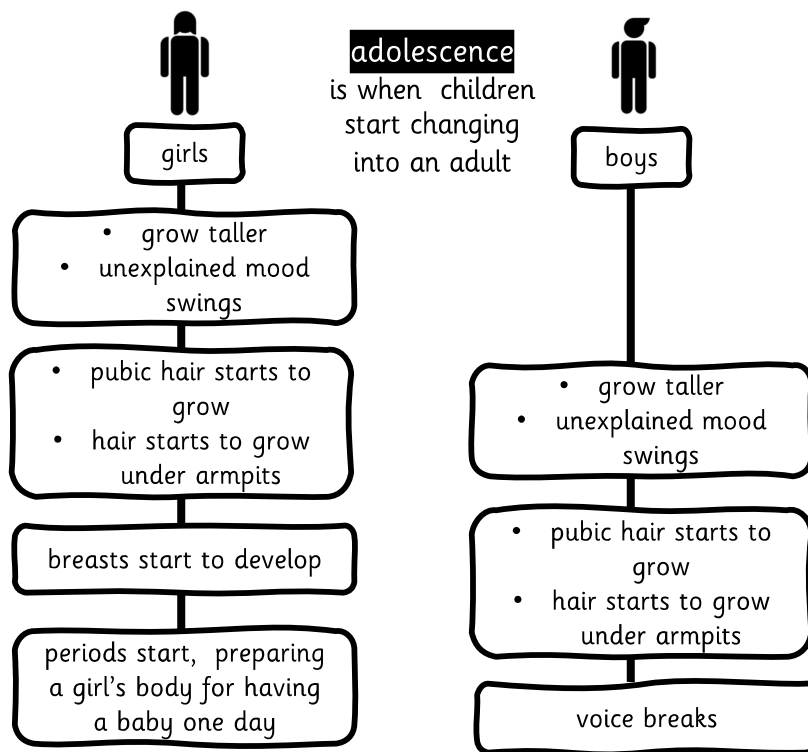 adolescence
is when children
start changing
into an adult
girls
• grow taller
• unexplained mood
swings
• pubic hair starts to
grow
• hair starts to grow
under armpits
breasts start to develop
periods start, preparing
a girl's body for having
a baby one day
boys
• grow taller
• unexplained mood
swings
• pubic hair starts to
grow
• hair starts to grow
under armpits
voice breaks